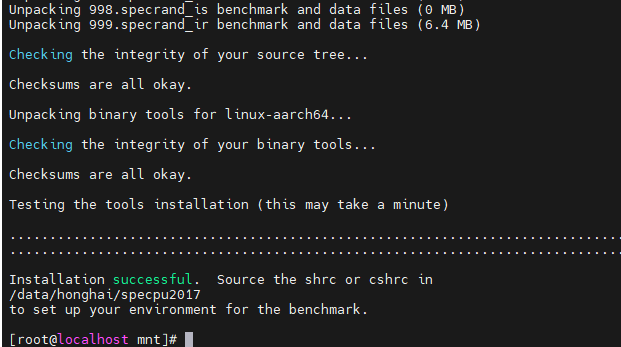 Unpacking 998.specrand_is benchmark and data files (0 MB)
Unpacking 999.specrand_ir benchmark and data files (6.4 MB)
Checking the integrity of your source tree...
Checksums are all okay.
Unpacking binary tools for linux-aarch64...
Checking the integrity of your binary tools...
Checksums are all okay.
Testing the tools installation (this may take a minute)
.............................................................................
.............................................................................
Installation successful.  Source the shrc or cshrc in
/data/honghai/specpu2017
to set up your environment for the benchmark.
[root@localhost mnt]#